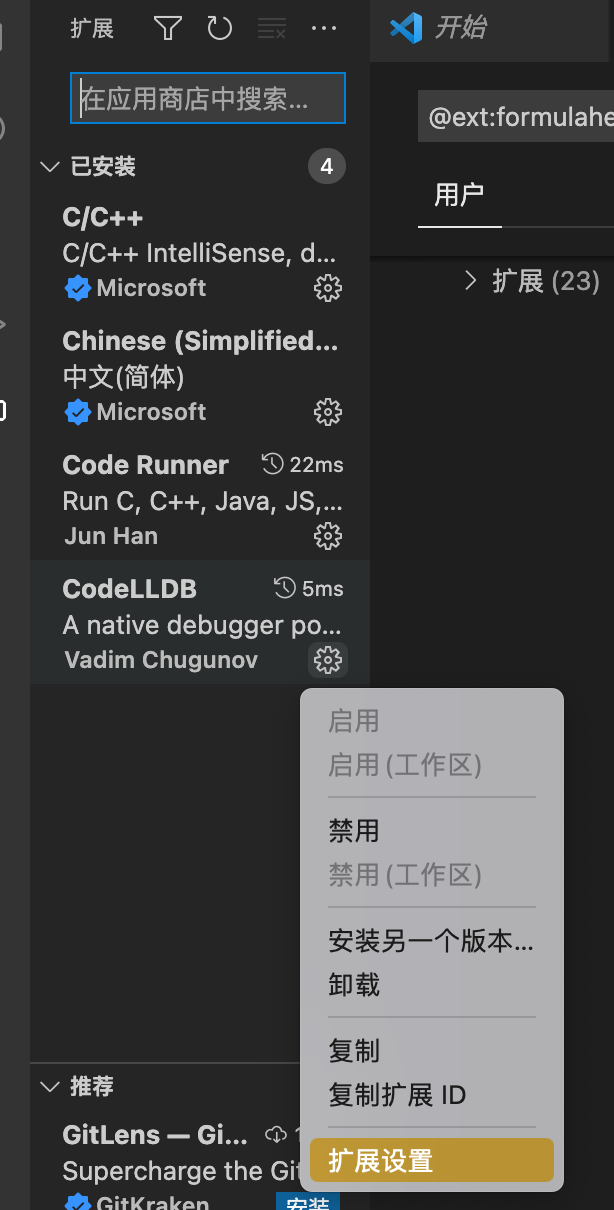 扩展
开始
在应用商店中搜索...
@ext:formulahe
已安装
4
用户
C/C++
C/C++ IntelliSense, d...
Microsoft
扩展 (23)
Chinese (Simplified...
中文(简体)
Microsoft
Code Runner 22ms
Run C, C++, Java, JS,...
Jun Han
CodeLLDB 5ms
A native debugger po...
Vadim Chugunov
启用
启用 (工作区)
禁用
禁用 (工作区)
安装另一个版本...
卸载
复制
复制扩展 ID
扩展设置
推荐
GitLens — Gi...
Supercharge the Git
GitKraken
安装